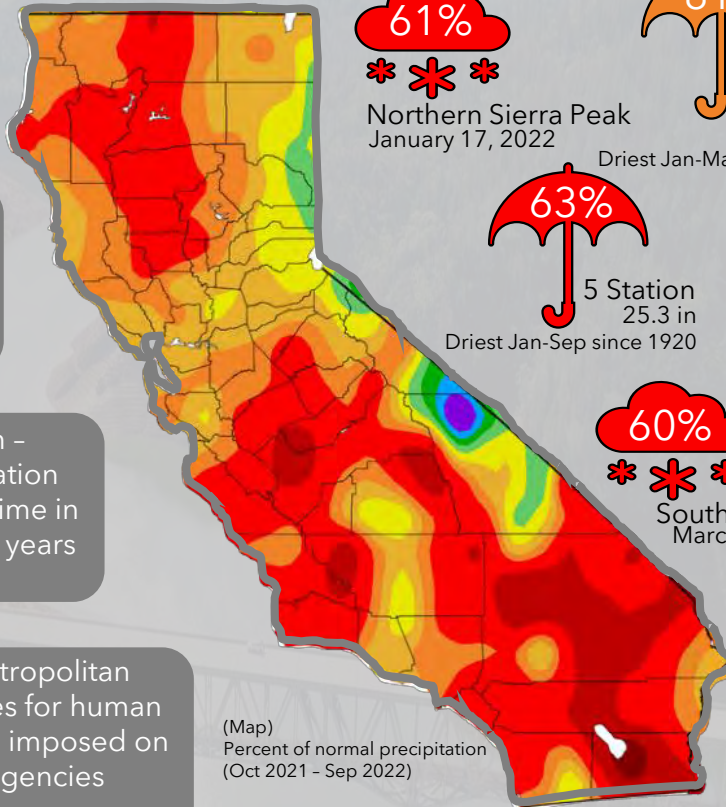 61%
Northern Sierra Peak
January 17, 2022
Driest Jan-Ma
63%
5 Station
25.3 in
Driest Jan-Sep since 1920
60%
South
Marc
n –
ation
ime in
years
tropolitan
es for human
imposed on
gencies
(Map)
Percent of normal precipitation
(Oct 2021 – Sep 2022)